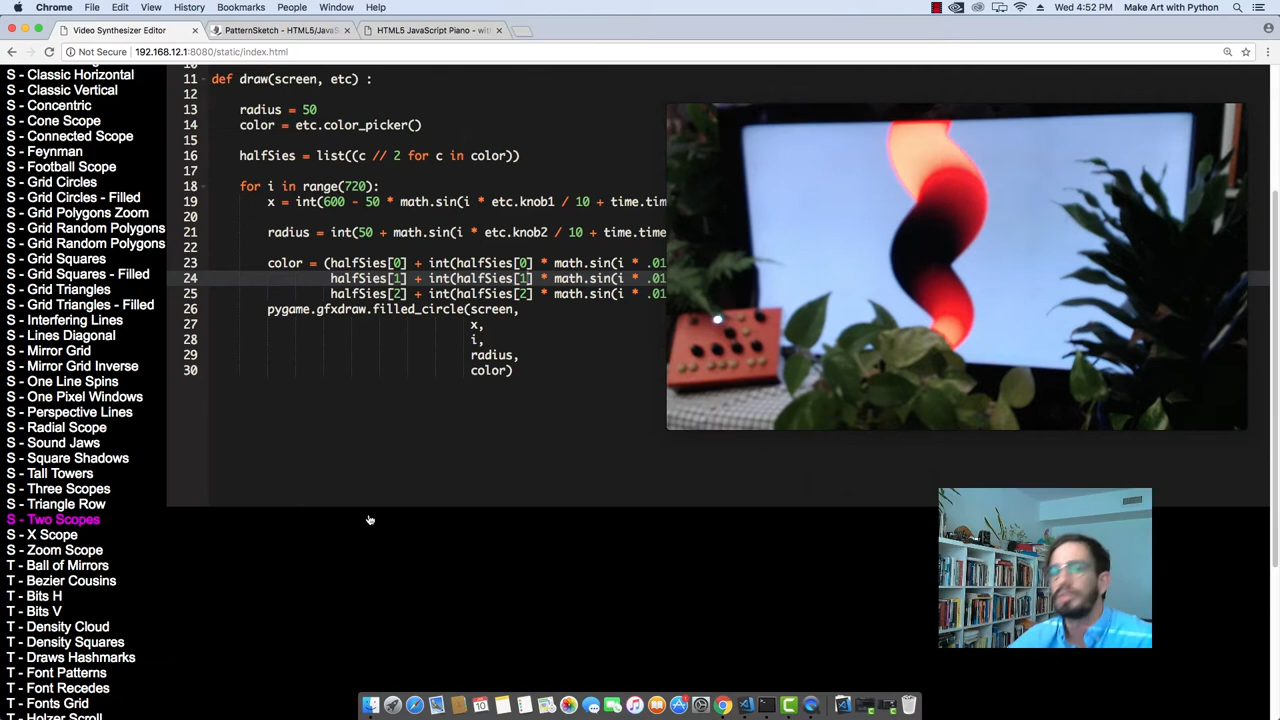 Chrome File Edit View History Bookmarks People Window Help Wed 4:52 PM Make Art with Python
Video Synthesizer Editor PatternSketch - HTML5/JavaS HTML5 JavaScript Piano - wit
Not Secure 192.168.12.1:8080/static/index.html
S - Classic Horizontal
S - Classic Vertical
S - Concentric
S - Cone Scope
S - Connected Scope
S - Feynman
S - Football Scope
S - Grid Circles
S - Grid Circles - Filled
S - Grid Polygons Zoom
S - Grid Random Polygons
S - Grid Random Polygons
S - Grid Squares
S - Grid Squares - Filled
S - Grid Triangles
S - Grid Triangles - Filled
S - Interfering Lines
S - Lines Diagonal
S - Mirror Grid
S - Mirror Grid Inverse
S - One Line Spins
S - One Pixel Windows
S - Perspective Lines
S - Radial Scope
S - Sound Jaws
S - Square Shadows
S - Tall Towers
S - Three Scopes
S - Triangle Row
S - Two Scopes
S - X Scope
S - Zoom Scope
T - Ball of Mirrors
T - Bezier Cousins
T - Bits H
T - Bits V
T - Density Cloud
T - Density Squares
T - Draws Hashmarks
T - Font Patterns
T - Font Recedes
T - Fonts Grid
T - Holzer Scroll
10
11 def draw(screen, etc) :
12
13 radius = 50
14 color = etc.color_picker()
15
16 halfSies = list((c // 2 for c in color))
17
18 for i in range(720):
19 x = int(600 - 50 * math.sin(i * etc.knob1 / 10 + time.tim
20
21 radius = int(50 + math.sin(i * etc.knob2 / 10 + time.tim
22
23 color = (halfSies[0] + int(halfSies[0] * math.sin(i * .01
24 halfSies[1] + int(halfSies[1] * math.sin(i * .01
25 halfSies[2] + int(halfSies[2] * math.sin(i * .01
26 pygame.gfxdraw.filled_circle(screen,
27 x,
28 i,
29 radius,
30 color)